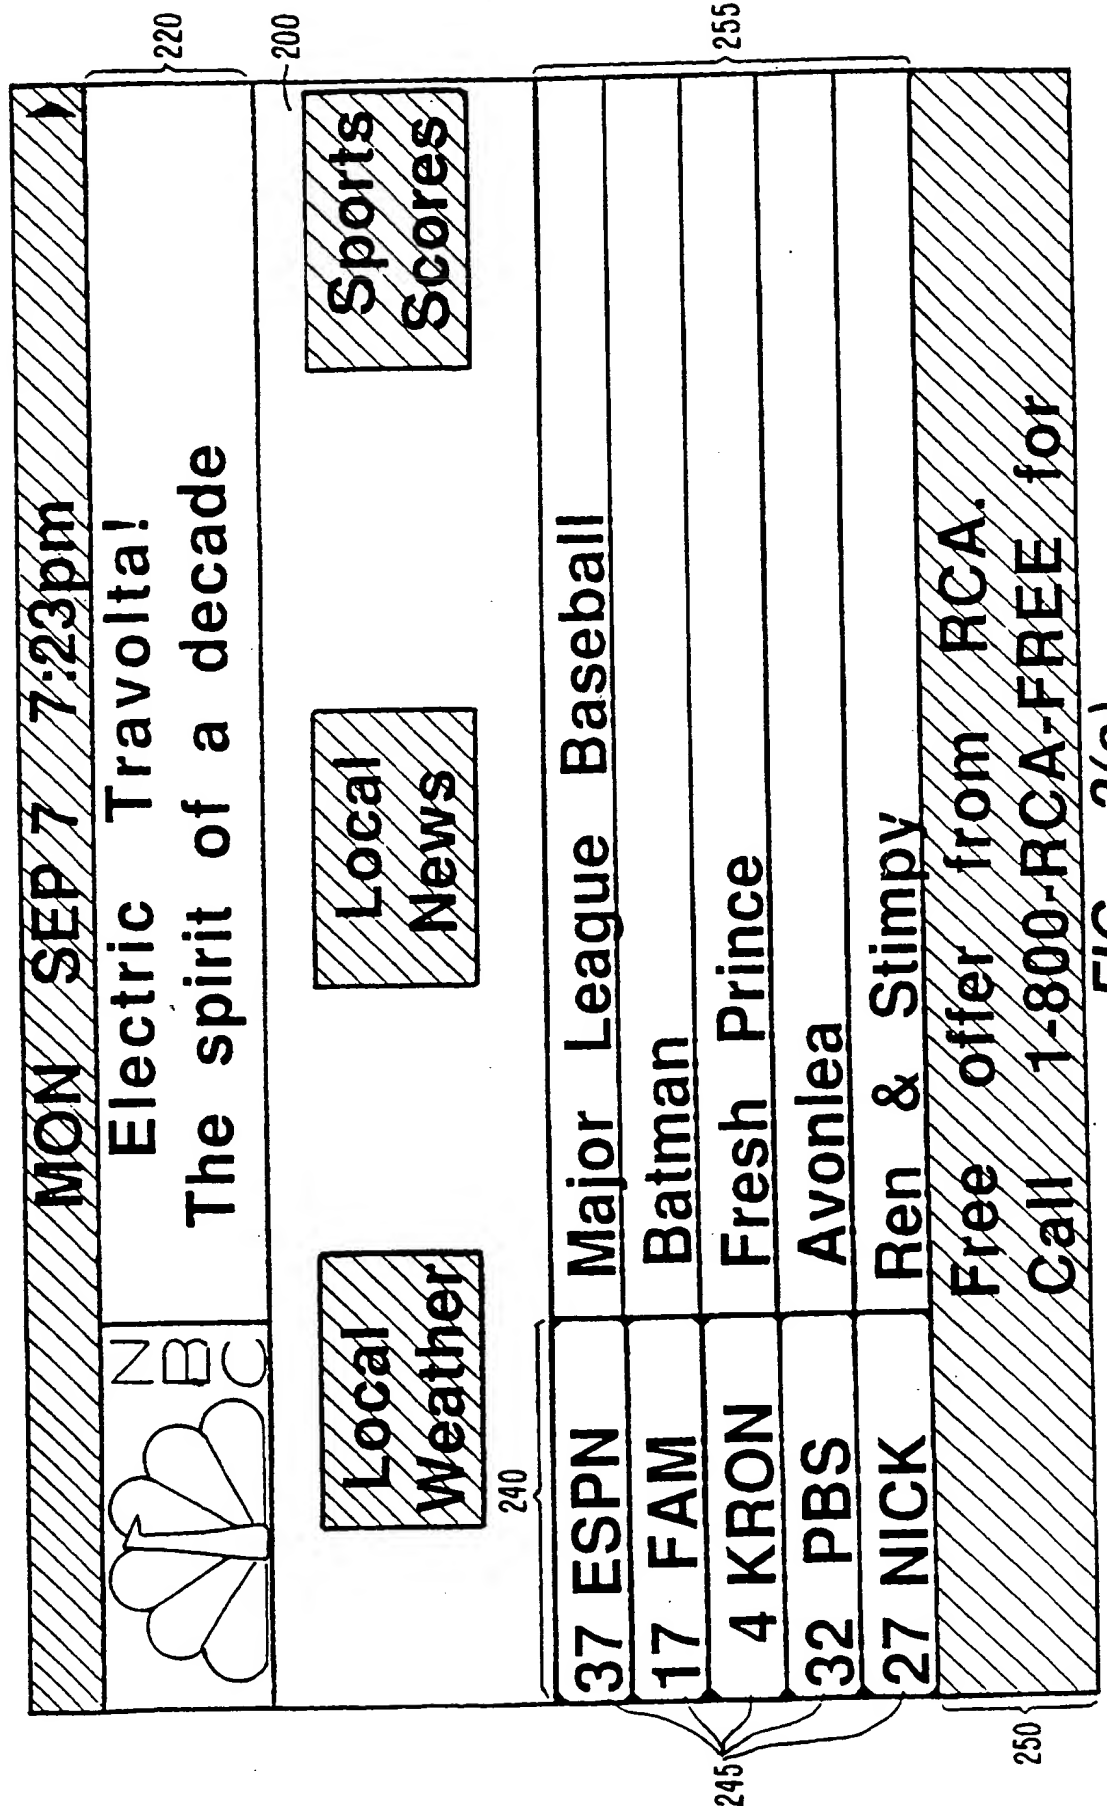 MON SEP 7 7:23pm
220
NBC
Electric Travolta!
The spirit of a decade
200
Local
Weather
Local
News
Sports
Scores
240
255
37 ESPN Major League Baseball
17 FAM Batman
4 KRON Fresh Prince
32 PBS Avonlea
27 NICK Ren & Stimpy
245
Free offer from RCA.
Call 1-800-RCA-FREE for
250